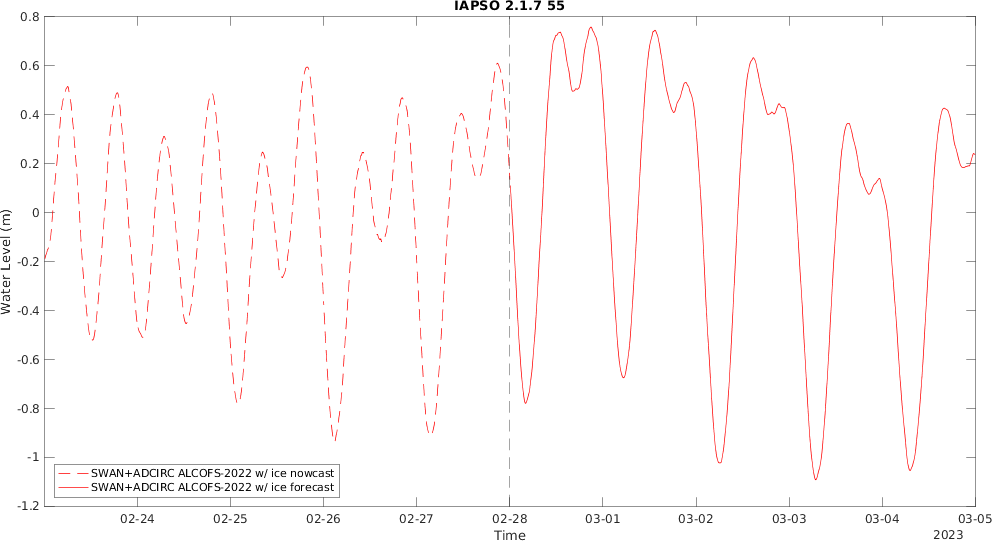 IAPSO 2.1.7 55
0.8
0.6
0.4
0.2
0
-0.2
-0.4
-0.6
-0.8
-1
-1.2
Water Level (m)
SWAN+ADCIRC ALCOFS-2022 w/ ice nowcast
SWAN+ADCIRC ALCOFS-2022 w/ ice forecast
02-24 02-25 02-26 02-27 02-28 03-01 03-02 03-03 03-04 03-05
Time
2023